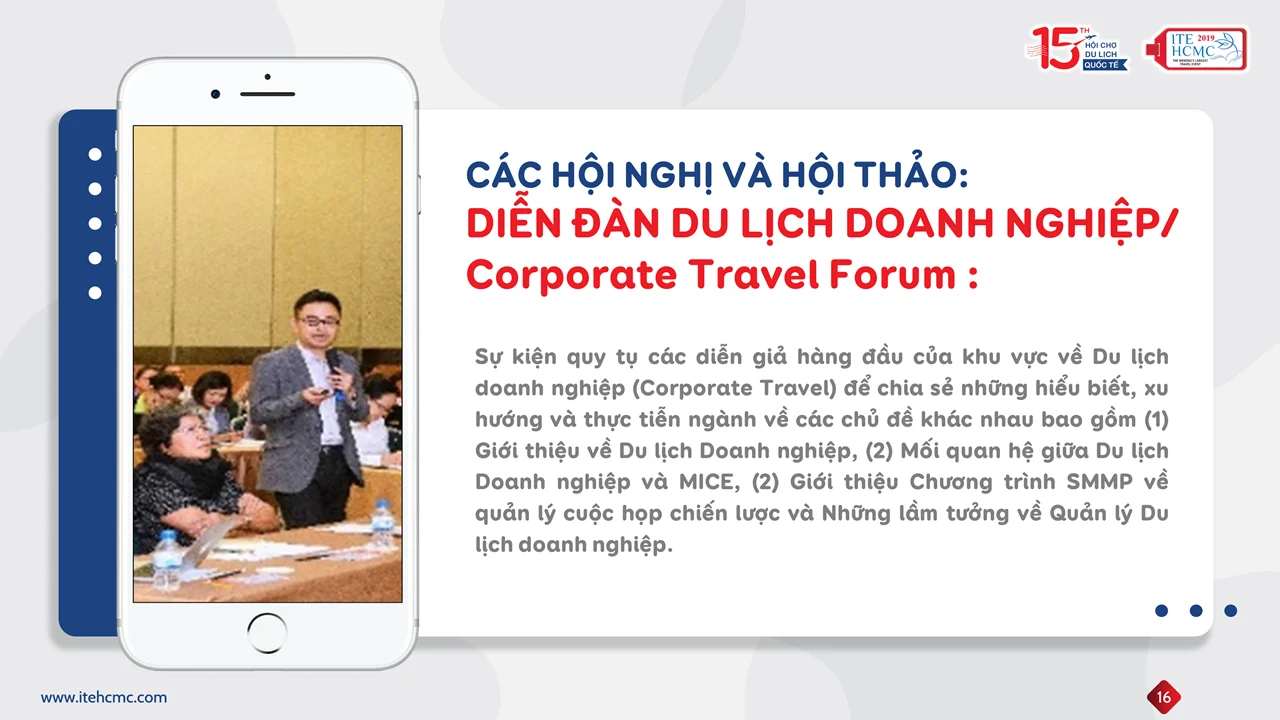 15TH
HỘI CHỢ
DU LỊCH
QUỐC TẾ
ITE 2019
HCMC
THE MEKONG'S LARGEST
TRAVEL EVENT
CÁC HỘI NGHỊ VÀ HỘI THẢO:
DIỄN ĐÀN DU LỊCH DOANH NGHIỆP/
Corporate Travel Forum :
Sự kiện quy tụ các diễn giả hàng đầu của khu vực về Du lịch
doanh nghiệp (Corporate Travel) để chia sẻ những hiểu biết, xu
hướng và thực tiễn ngành về các chủ đề khác nhau bao gồm (1)
Giới thiệu về Du lịch Doanh nghiệp, (2) Mối quan hệ giữa Du lịch
Doanh nghiệp và MICE, (2) Giới thiệu Chương trình SMMP về
quản lý cuộc họp chiến lược và Những lầm tưởng về Quản lý Du
lịch doanh nghiệp.
www.itehcmc.com
16